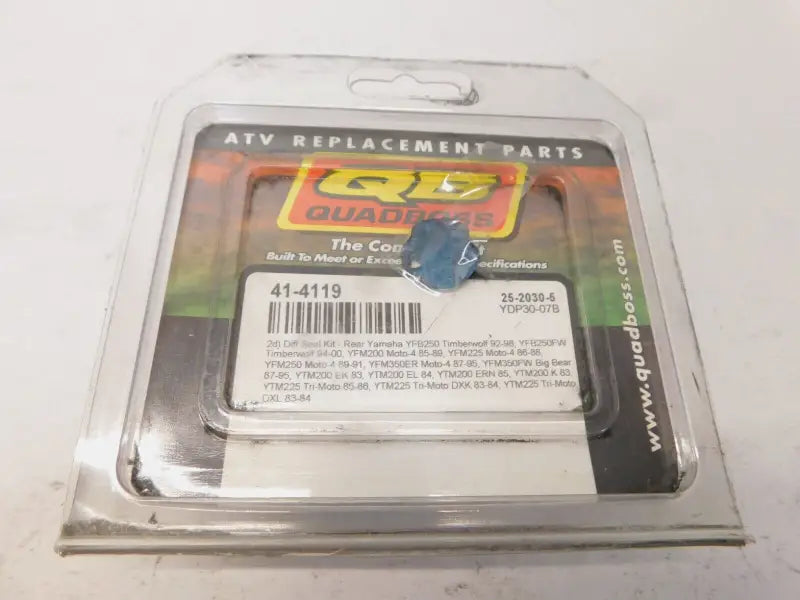 ATV REPLACEMENT PARTS
QB
QUADBOSS
The
Built To Meet or
41-4119
25-2030-5
YDP30-07B
2d) Diff Seal Kit - Rear Yamaha YFB250 Timberwolf 92-98, YFB250FW
Timberwolf 94-00, YFM200 Moto-4 85-89, YFM225 Moto-4 86-88,
YFM250 Moto-4 89-91, YFM350ER Moto-4 87-95, YFM350FW Big Bear
87-95, YTM200 EK 83, YTM200 EL 84, YTM200 ERN 85, YTM200 K 83,
YTM225 Tri-Moto 85-86, YTM225 Tri-Moto DXK 83-84, YTM225 Tri-Moto
DXL 83-84
www.quadboss.com